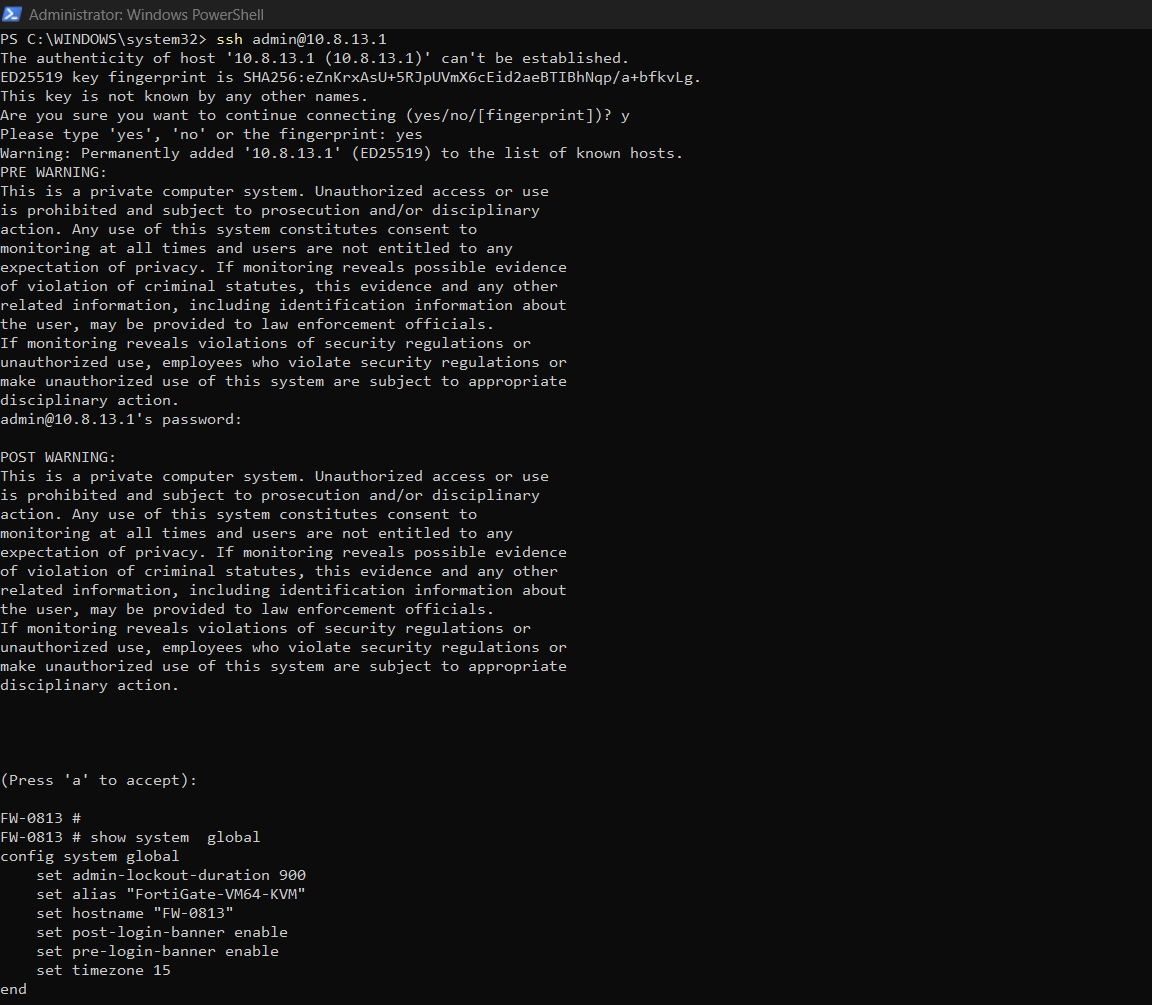 Administrator: Windows PowerShell
PS C:\WINDOWS\system32> ssh admin@10.8.13.1
The authenticity of host '10.8.13.1 (10.8.13.1)' can't be established.
ED25519 key fingerprint is SHA256:eZnKrxAsU+5RJpUVmX6cEid2aeBTIBhNqp/a+bfkvLg.
This key is not known by any other names.
Are you sure you want to continue connecting (yes/no/[fingerprint])? y
Please type 'yes', 'no' or the fingerprint: yes
Warning: Permanently added '10.8.13.1' (ED25519) to the list of known hosts.
PRE WARNING:
This is a private computer system. Unauthorized access or use
is prohibited and subject to prosecution and/or disciplinary
action. Any use of this system constitutes consent to
monitoring at all times and users are not entitled to any
expectation of privacy. If monitoring reveals possible evidence
of violation of criminal statutes, this evidence and any other
related information, including identification information about
the user, may be provided to law enforcement officials.
If monitoring reveals violations of security regulations or
unauthorized use, employees who violate security regulations or
make unauthorized use of this system are subject to appropriate
disciplinary action.
admin@10.8.13.1's password:

POST WARNING:
This is a private computer system. Unauthorized access or use
is prohibited and subject to prosecution and/or disciplinary
action. Any use of this system constitutes consent to
monitoring at all times and users are not entitled to any
expectation of privacy. If monitoring reveals possible evidence
of violation of criminal statutes, this evidence and any other
related information, including identification information about
the user, may be provided to law enforcement officials.
If monitoring reveals violations of security regulations or
unauthorized use, employees who violate security regulations or
make unauthorized use of this system are subject to appropriate
disciplinary action.

(Press 'a' to accept):

FW-0813 #
FW-0813 # show system  global
config system global
    set admin-lockout-duration 900
    set alias "FortiGate-VM64-KVM"
    set hostname "FW-0813"
    set post-login-banner enable
    set pre-login-banner enable
    set timezone 15
end